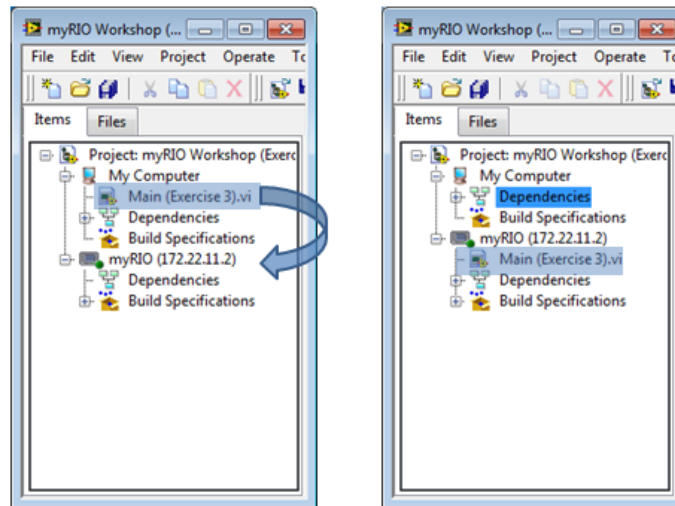 myRIO Workshop (...
File Edit View Project Operate To
Items Files
Project: myRIO Workshop (Exerc
My Computer
Main (Exercise 3).vi
Dependencies
Build Specifications
myRIO (172.22.11.2)
Dependencies
Build Specifications
myRIO Workshop (...
File Edit View Project Operate To
Items Files
Project: myRIO Workshop (Exerc
My Computer
Dependencies
Build Specifications
myRIO (172.22.11.2)
Main (Exercise 3).vi
Dependencies
Build Specifications